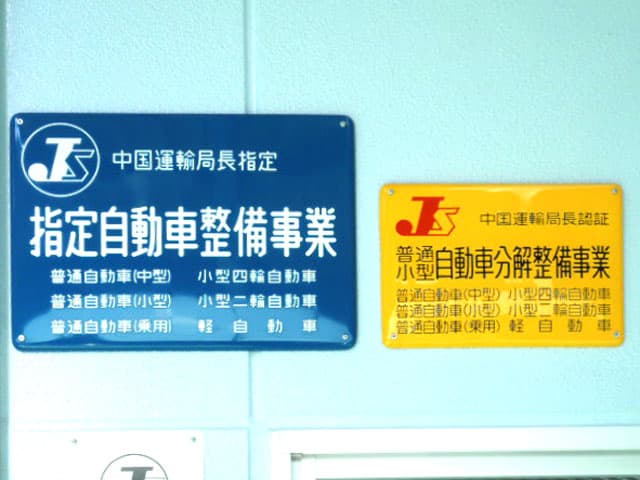 JS 中国運輸局長指定
指定自動車整備事業
普通自動車(中型) 小型四輪自動車
普通自動車(小型) 小型二輪自動車
普通自動車(乗用) 軽自動車
JS 中国運輸局長認証
普通
小型 自動車分解整備事業
普通自動車(中型) 小型四輪自動車
普通自動車(小型) 小型二輪自動車
普通自動車(乗用) 軽自動車